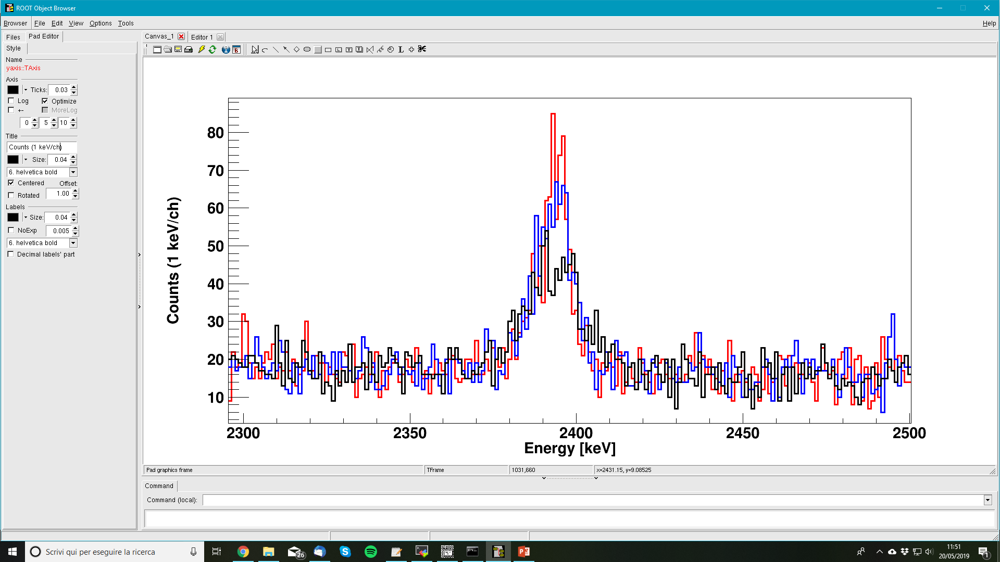 ROOT Object Browser
Browser File Edit View Options Tools Help
Files Pad Editor
Canvas_1 Editor 1
Style
Name
yaxis::TAxis
Axis
Ticks: 0.03
Log Optimize
+- MoreLog
0 5 10
Title
Counts (1 keV/ch)
Size: 0.04
6. helvetica bold
Centered Offset:
Rotated 1.00
Labels
Size: 0.04
NoExp 0.005
6. helvetica bold
Decimal labels' part
80
70
60
50
40
30
20
10
Counts (1 keV/ch)
2300 2350 2400 2450 2500
Energy [keV]
Pad graphics frame TFrame 1031,660 x=2431.15, y=9.08525
Command
Command (local):
Scrivi qui per eseguire la ricerca
26
11:51
20/05/2019
1